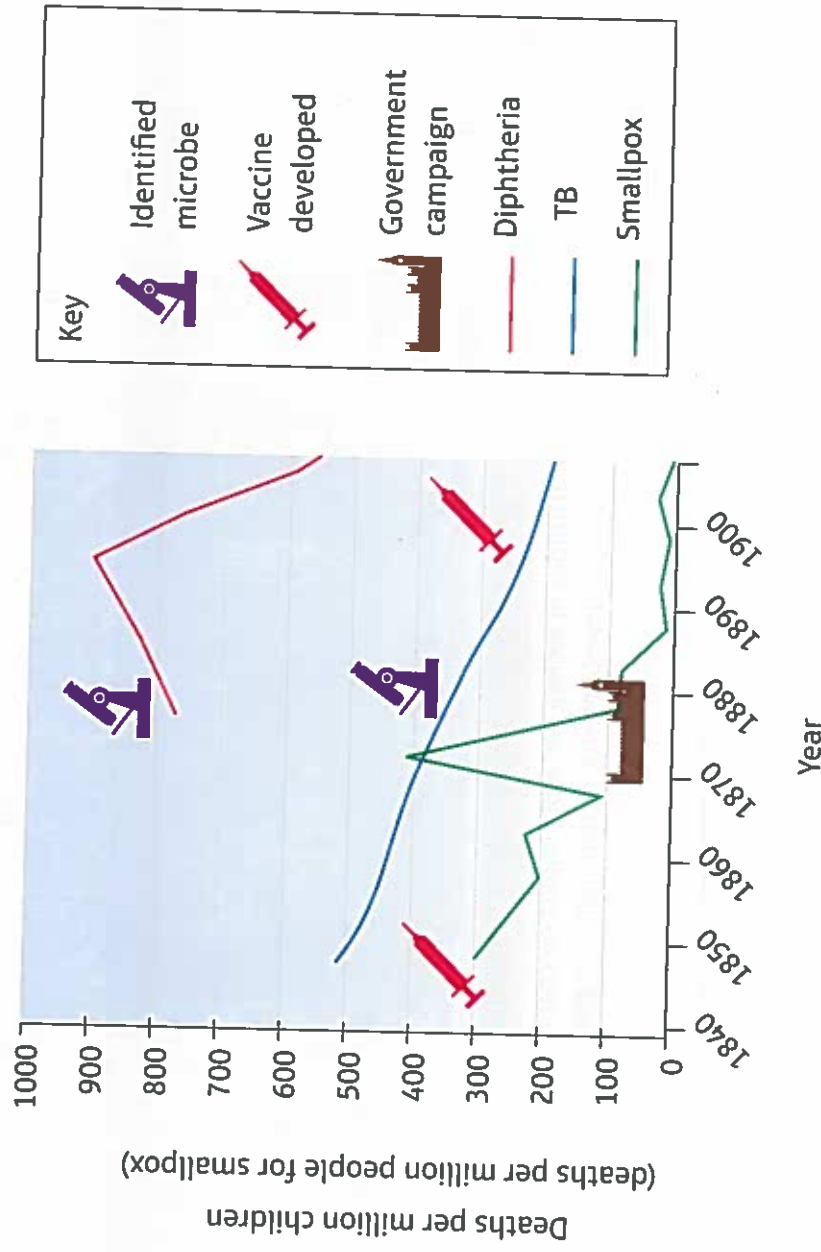 Deaths per million children
(deaths per million people for smallpox)
1000
900
800
700
600
500
400
300
200
100
0
1840
1850
1860
1870
1880
1890
1900
Year
Key
Identified
microbe
Vaccine
developed
Government
campaign
Diphtheria
TB
Smallpox